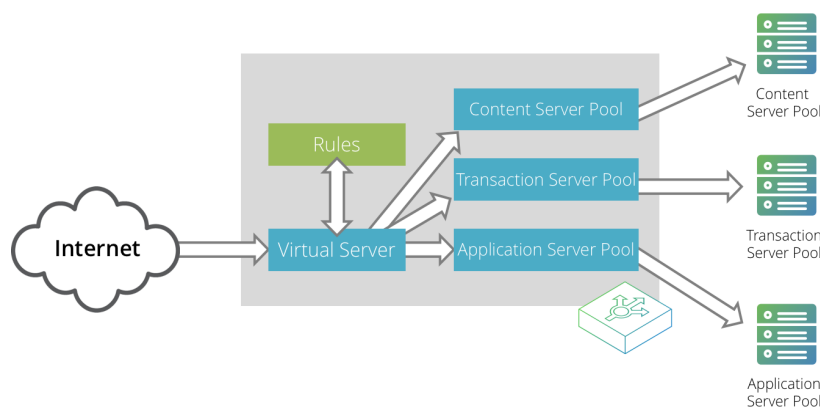 Internet
Rules
Virtual Server
Content Server Pool
Transaction Server Pool
Application Server Pool
Content
Server Pool
Transaction
Server Pool
Application
Server Pool